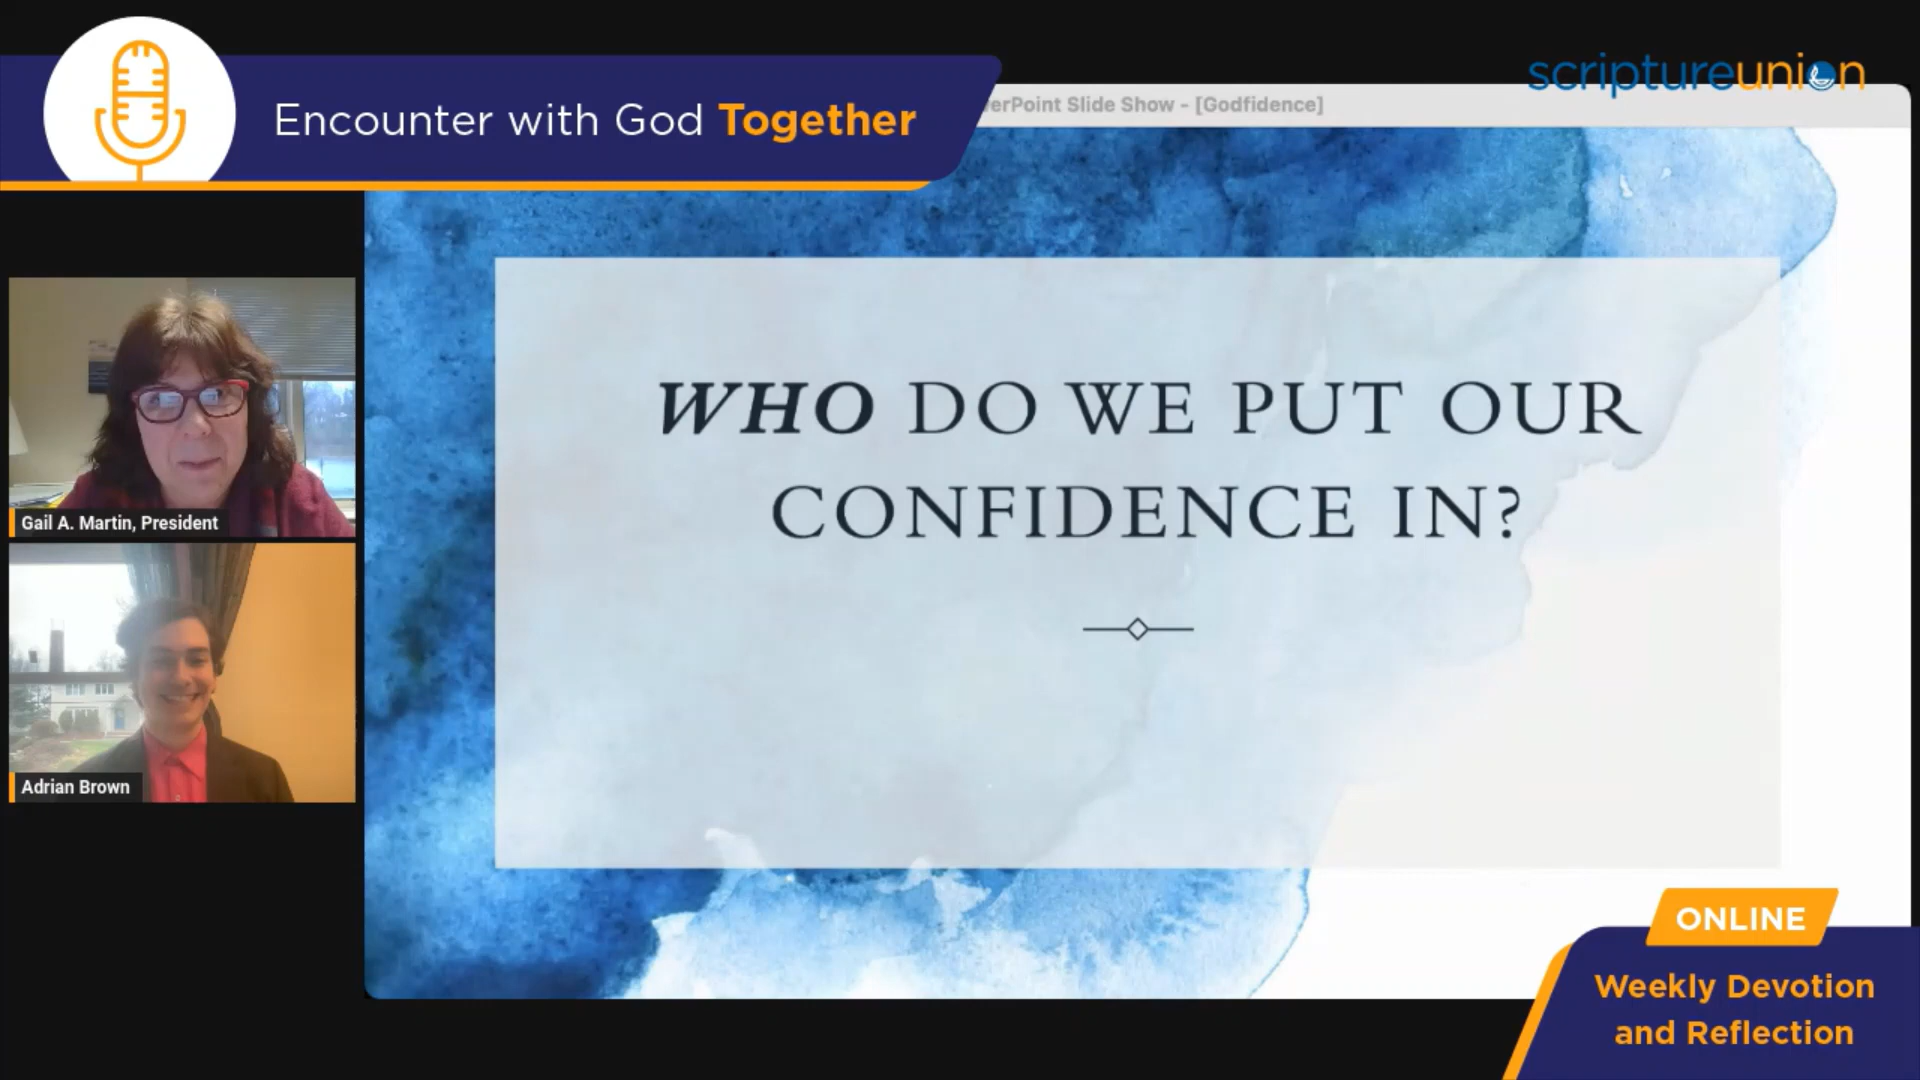 scriptureunion
Encounter with God Together
erPoint Slide Show - [Godfidence]
WHO DO WE PUT OUR
CONFIDENCE IN?
Gail A. Martin, President
Adrian Brown
ONLINE
Weekly Devotion
and Reflection